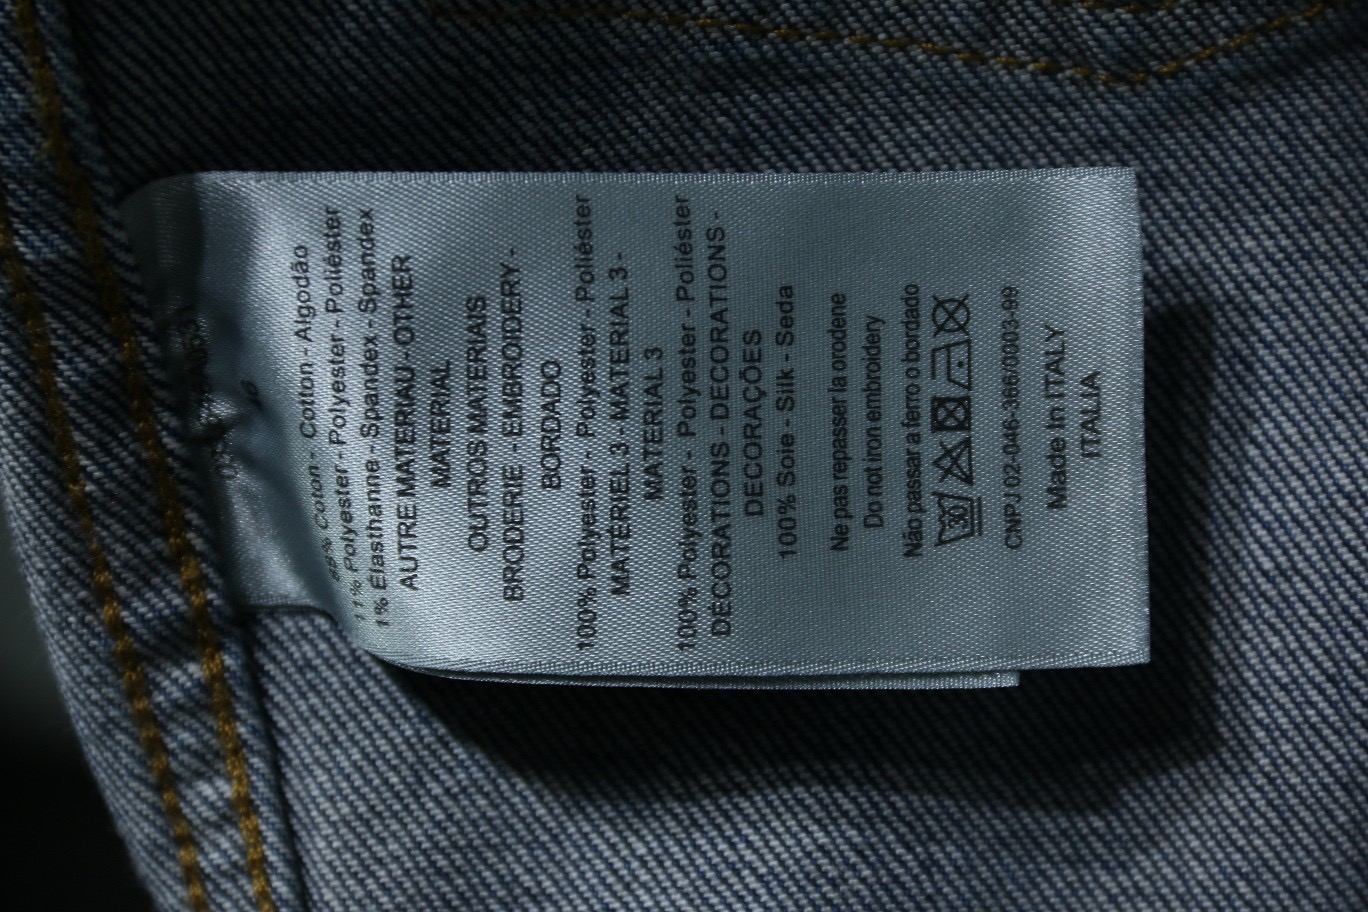 Coton - Cotton - Algodão
11% Polyester - Polyester - Poliéster
1% Élasthanne - Spandex - Spandex
AUTRE MATERIAU - OTHER
MATERIAL
OUTROS MATERIAIS
BRODERIE - EMBROIDERY -
BORDADO
100% Polyester - Polyester - Poliéster
MATÉRIEL 3 - MATERIAL 3 -
MATERIAL 3
100% Polyester - Polyester - Poliéster
DÉCORATIONS - DECORATIONS -
DECORAÇÕES
100% Soie - Silk - Seda
Ne pas repasser la orodene
Do not iron embroidery
Não passar a ferro o bordado
30
CNPJ 02-046-366/0003-99
Made In ITALY
ITALIA